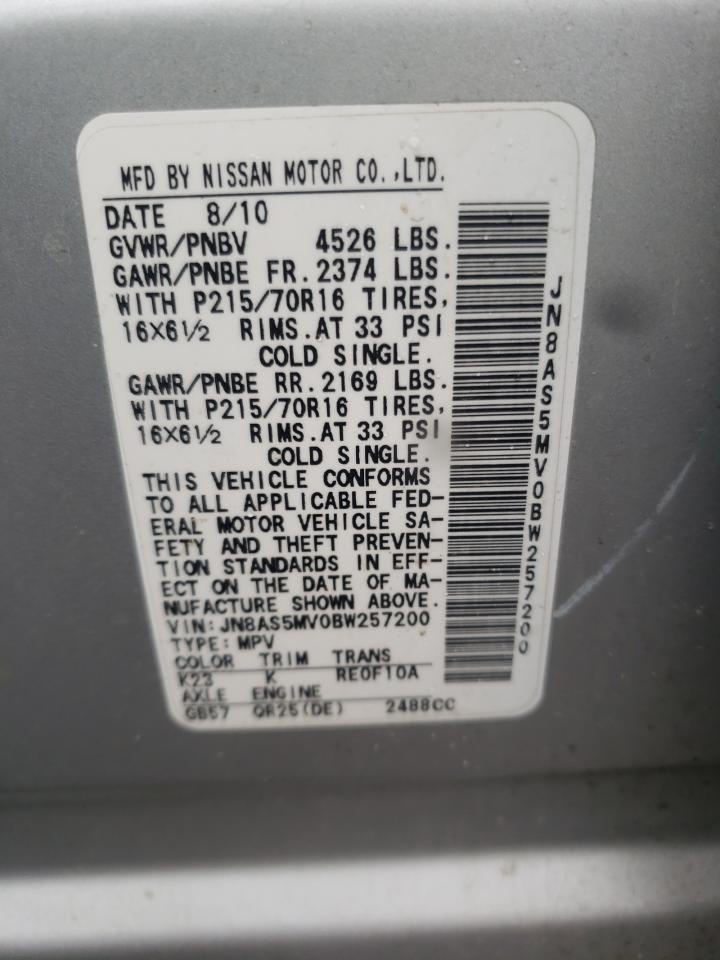 MFD BY NISSAN MOTOR CO.,LTD.
DATE 8/10
GVWR/PNBV 4526 LBS.
GAWR/PNBE FR.2374 LBS.
WITH P215/70R16 TIRES,
16X6 1/2 RIMS.AT 33 PSI
COLD SINGLE.
GAWR/PNBE RR.2169 LBS.
WITH P215/70R16 TIRES,
16X6 1/2 RIMS.AT 33 PSI
COLD SINGLE.
THIS VEHICLE CONFORMS
TO ALL APPLICABLE FED-
ERAL MOTOR VEHICLE SA-
FETY AND THEFT PREVEN-
TION STANDARDS IN EFF-
ECT ON THE DATE OF MA-
NUFACTURE SHOWN ABOVE.
VIN:JN8AS5MV0BW257200
TYPE:MPV
COLOR TRIM TRANS
K23 K RE0F10A
AXLE ENGINE
GB57 QR25(DE) 2488CC
JN8AS5MV0BW257200